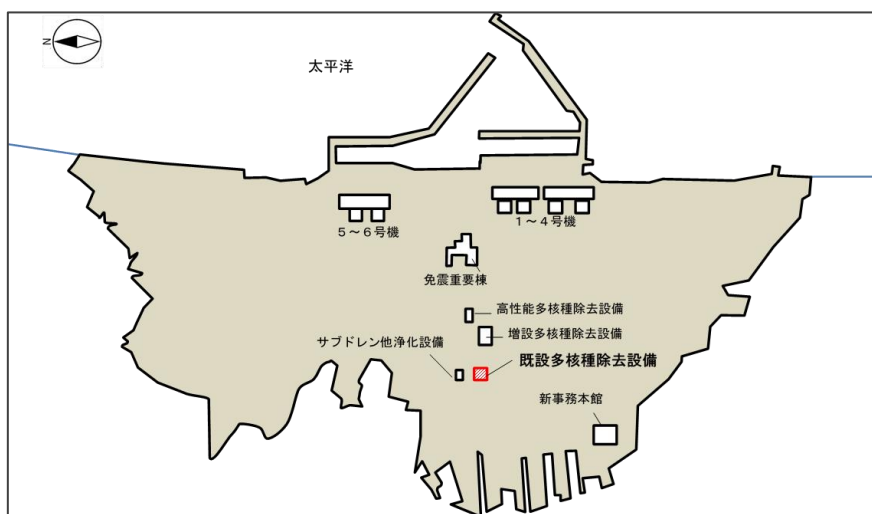 N
太平洋
5～6号機
1～4号機
免震重要棟
高性能多核種除去設備
増設多核種除去設備
サブドレン他浄化設備
既設多核種除去設備
新事務本館